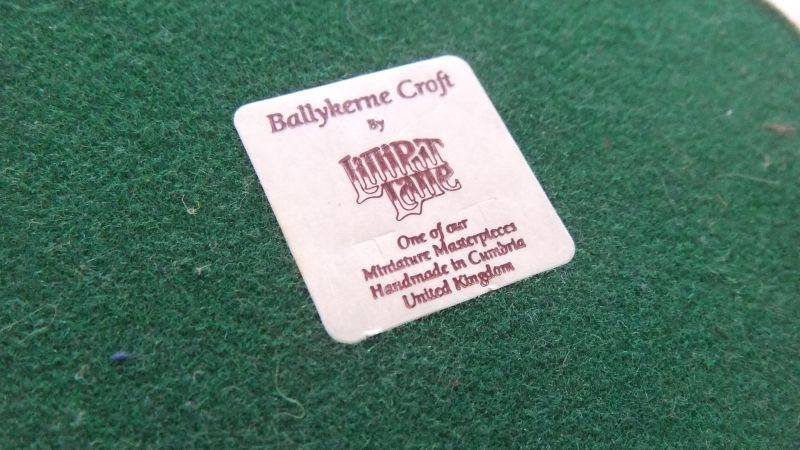 Ballykerne Croft
By
Lilliput
Lane
One of our
Miniature Masterpieces
Handmade in Cumbria
United Kingdom